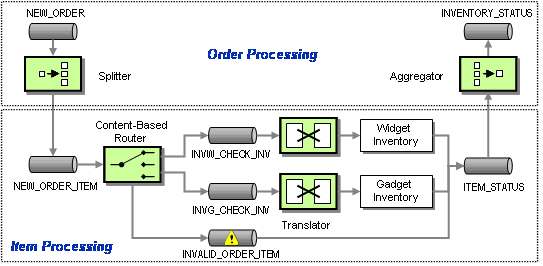 NEW_ORDER
INVENTORY_STATUS
Order Processing
Splitter
Aggregator
Content-Based
Router
Widget
Inventory
INVW_CHECK_INV
NEW_ORDER_ITEM
ITEM_STATUS
Gadget
Inventory
INVG_CHECK_INV
Translator
Item Processing
INVALID_ORDER_ITEM